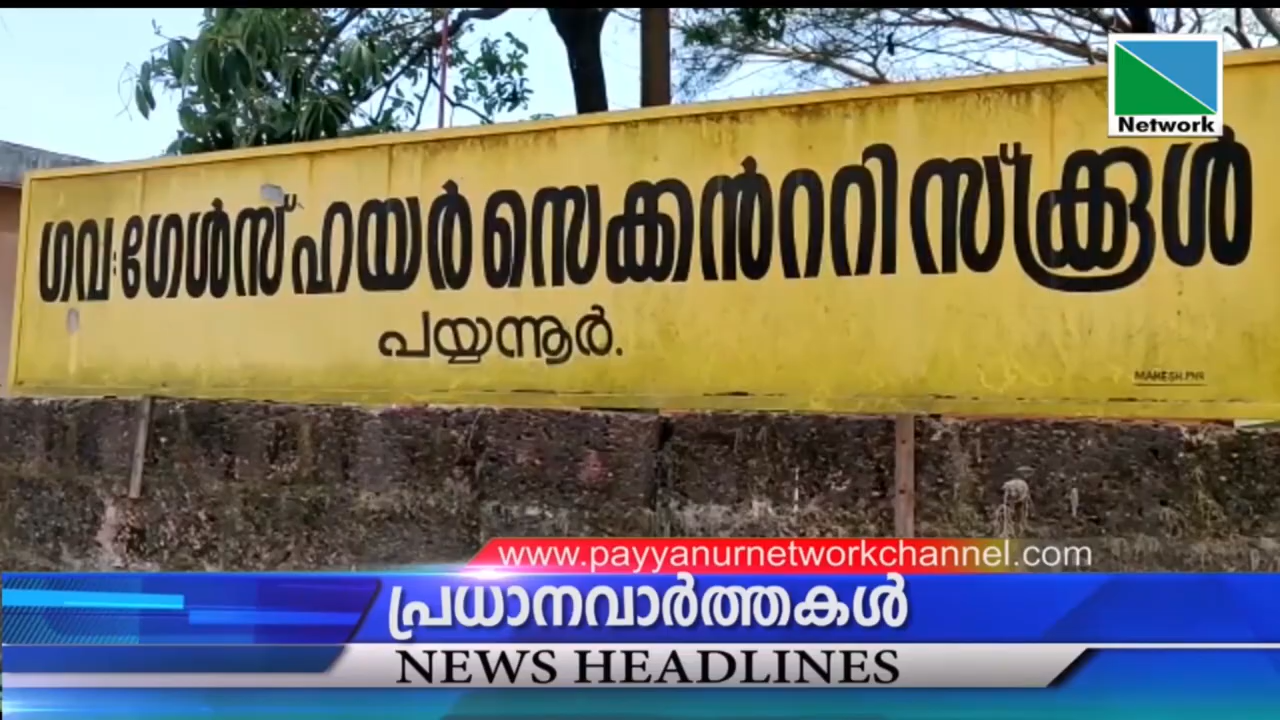 Network
ഗവ: ഗേൾസ് ഹയർ സെക്കൻററി സ്ക്കൂൾ
പയ്യന്നൂർ.
MAHESH.PNR
www.payyanurnetworkchannel.com
പ്രധാനവാർത്തകൾ
NEWS HEADLINES